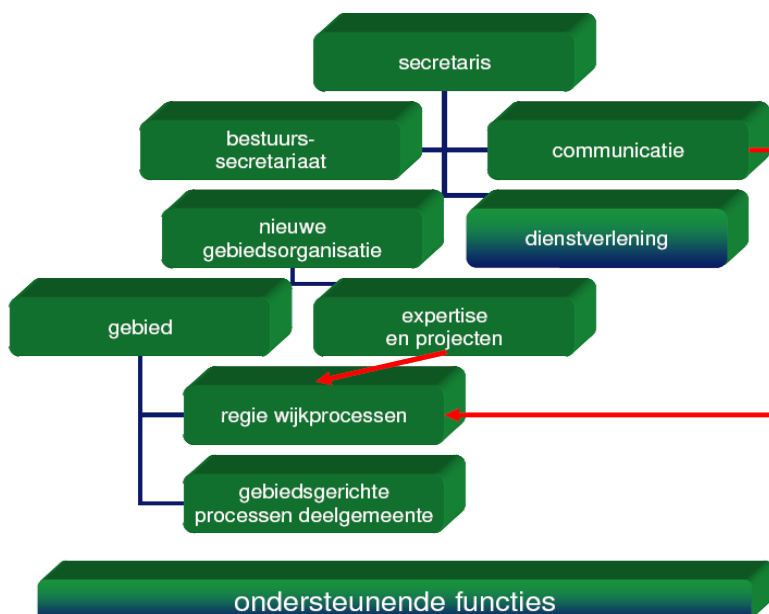 secretaris
bestuurs-
secretariaat
communicatie
nieuwe
gebiedsorganisatie
dienstverlening
gebied
expertise
en projecten
regie wijkprocessen
gebiedsgerichte
processen deelgemeente
ondersteunende functies